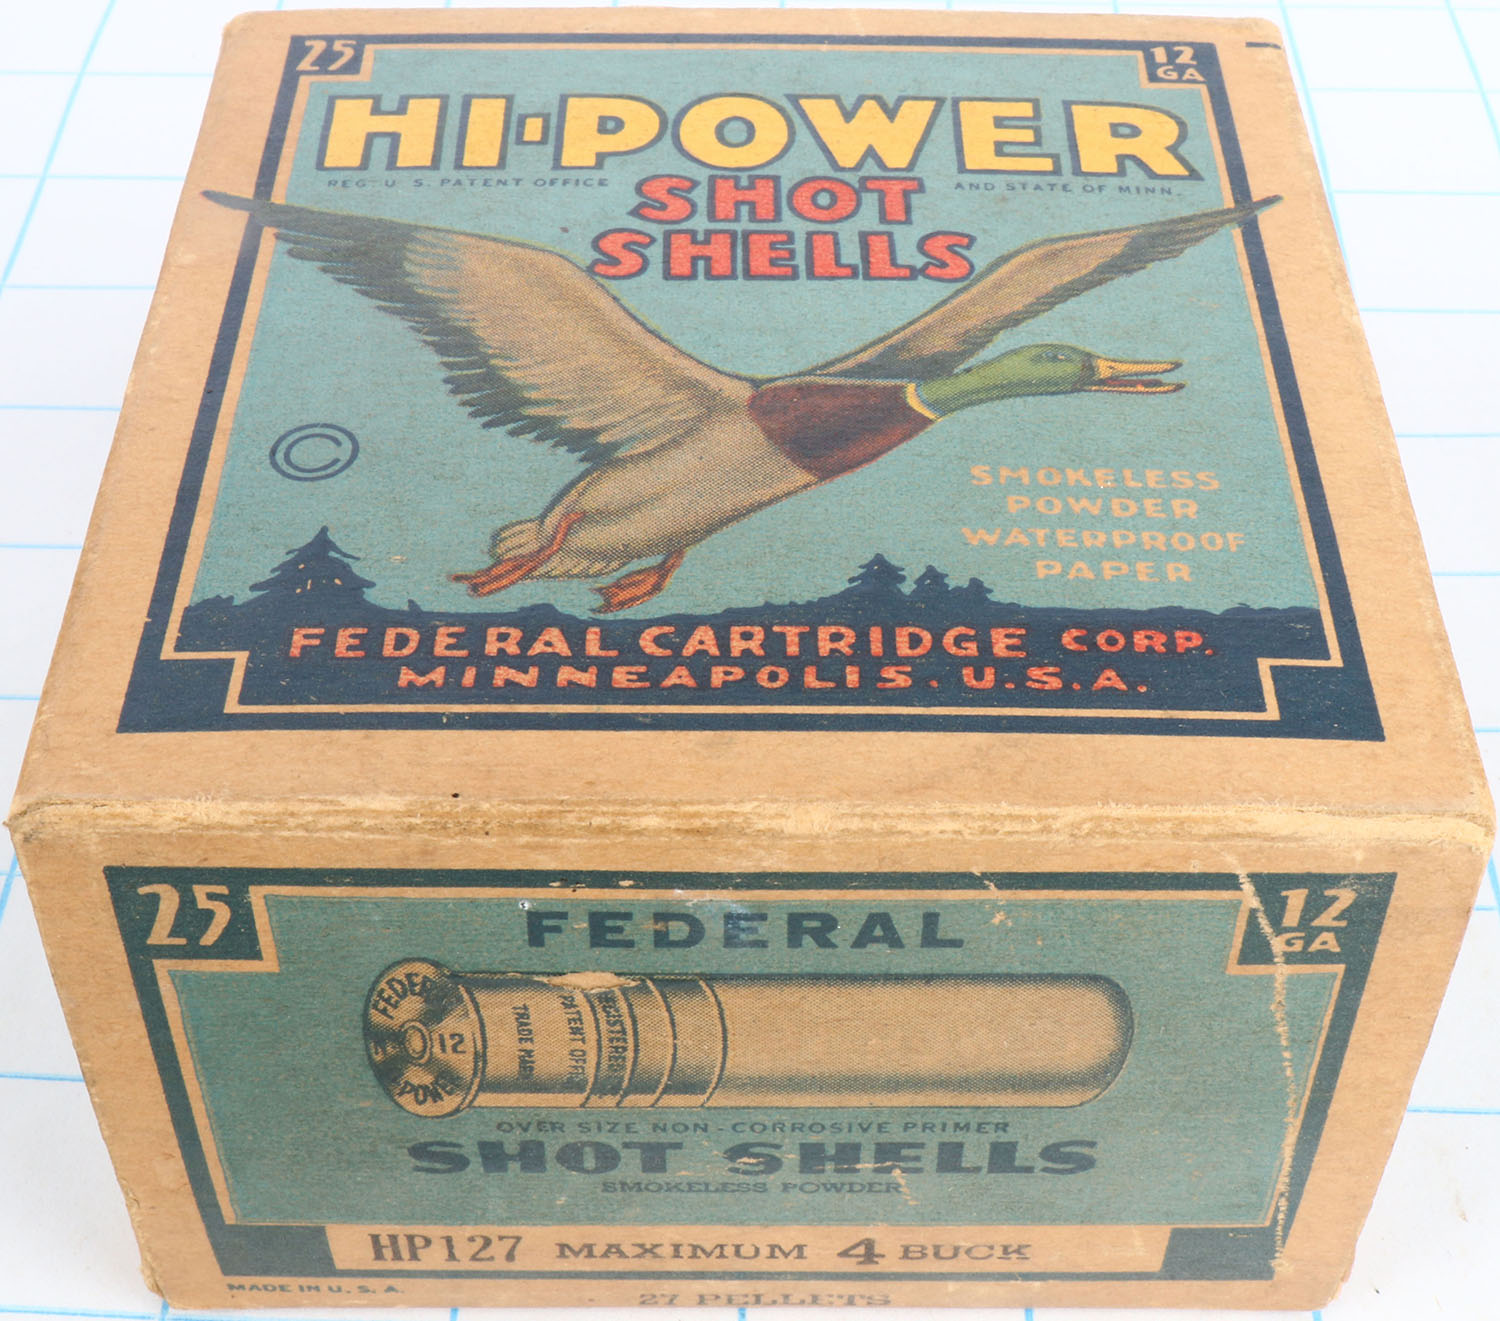 25
12
GA
HI-POWER
REG. U.S. PATENT OFFICE
AND STATE OF MINN.
SHOT
SHELLS
©
SMOKELESS
POWDER
WATERPROOF
PAPER
FEDERAL CARTRIDGE CORP.
MINNEAPOLIS. U.S.A.
25
12
GA
FEDERAL
12
TRADE MARK
PATENT OFFICE
REGISTERED
OVER SIZE NON-CORROSIVE PRIMER
SHOT SHELLS
SMOKELESS POWDER
HP127 MAXIMUM 4 BUCK
MADE IN U.S.A.
27 PELLETS